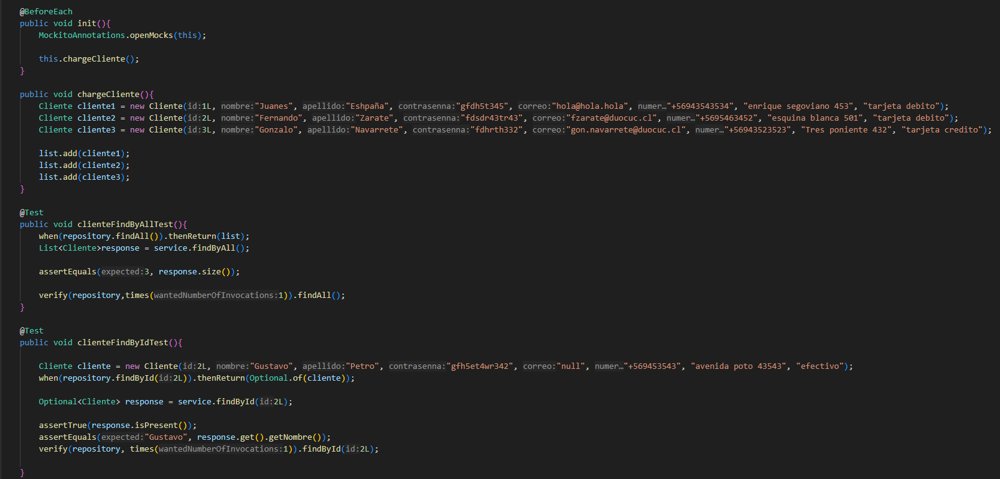 @BeforeEach
public void init(){
MockitoAnnotations.openMocks(this);
this.chargeCliente();
}
public void chargeCliente(){
Cliente cliente1 = new Cliente(id:1L, nombre:"Juanes", apellido:"Eshpaña", contrasenna:"gfdh5t345", correo:"hola@hola.hola", numer…"+56943543534", "enrique segoviano 453", "tarjeta debito");
Cliente cliente2 = new Cliente(id:2L, nombre:"Fernando", apellido:"Zarate", contrasenna:"fdsdr43tr43", correo:"fzarate@duocuc.cl", numer…"+5695463452", "esquina blanca 501", "tarjeta debito");
Cliente cliente3 = new Cliente(id:3L, nombre:"Gonzalo", apellido:"Navarrete", contrasenna:"fdhrth332", correo:"gon.navarrete@duocuc.cl", numer…"+56943523523", "Tres poniente 432", "tarjeta credito");
list.add(cliente1);
list.add(cliente2);
list.add(cliente3);
}
@Test
public void clienteFindByAllTest(){
when(repository.findAll()).thenReturn(list);
List<Cliente>response = service.findByAll();
assertEquals(expected:3, response.size());
verify(repository,times(wantedNumberOfInvocations:1)).findAll();
}
@Test
public void clienteFindByIdTest(){
Cliente cliente = new Cliente(id:2L, nombre:"Gustavo", apellido:"Petro", contrasenna:"gfh5et4wr342", correo:"null", numer…"+569453543", "avenida poto 43543", "efectivo");
when(repository.findById(id:2L)).thenReturn(Optional.of(cliente));
Optional<Cliente> response = service.findById(id:2L);
assertTrue(response.isPresent());
assertEquals(expected:"Gustavo", response.get().getNombre());
verify(repository, times(wantedNumberOfInvocations:1)).findById(id:2L);
}